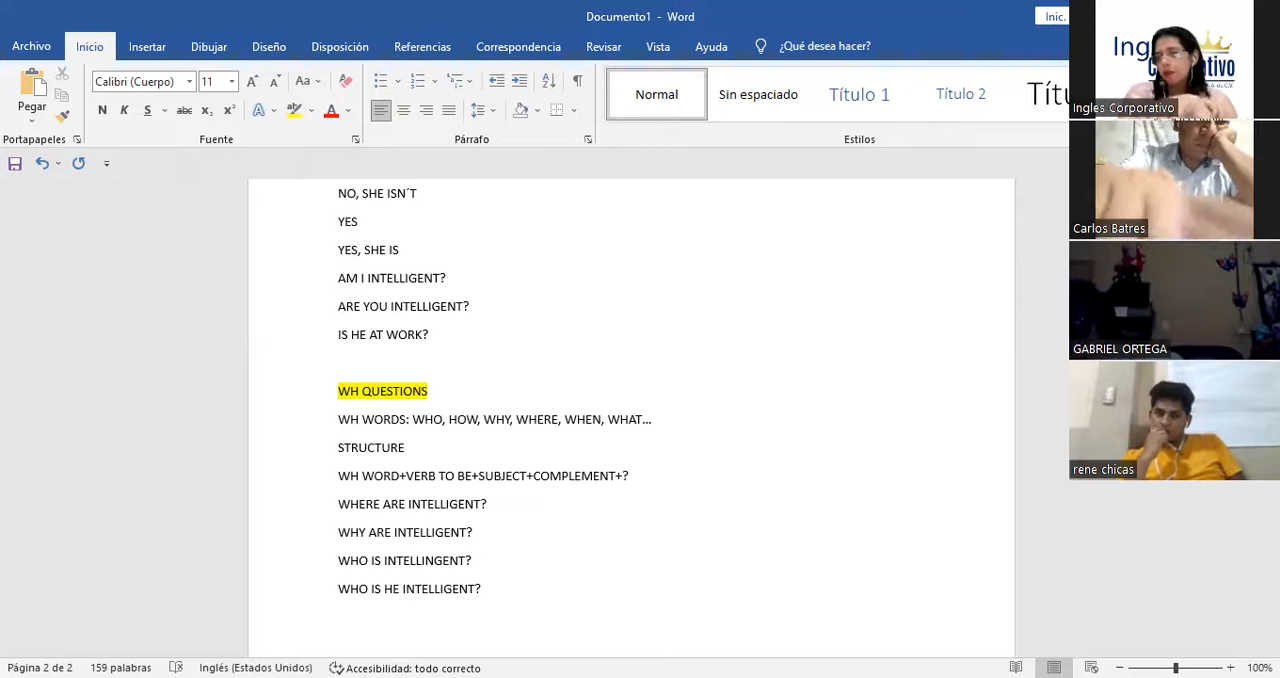 Documento1 - Word
Inic.
Archivo
Inicio
Insertar
Dibujar
Diseño
Disposición
Referencias
Correspondencia
Revisar
Vista
Ayuda
¿Qué desea hacer?
Pegar
Calibri (Cuerpo)
11
Normal
Sin espaciado
Título 1
Título 2
Portapapeles
Fuente
Párrafo
Estilos
NO, SHE ISN´T
YES
YES, SHE IS
AM I INTELLIGENT?
ARE YOU INTELLIGENT?
IS HE AT WORK?
WH QUESTIONS
WH WORDS: WHO, HOW, WHY, WHERE, WHEN, WHAT…
STRUCTURE
WH WORD+VERB TO BE+SUBJECT+COMPLEMENT+?
WHERE ARE INTELLIGENT?
WHY ARE INTELLIGENT?
WHO IS INTELLINGENT?
WHO IS HE INTELLIGENT?
Ingles Corporativo
Carlos Batres
GABRIEL ORTEGA
rene chicas
Página 2 de 2
159 palabras
Inglés (Estados Unidos)
Accesibilidad: todo correcto
100%